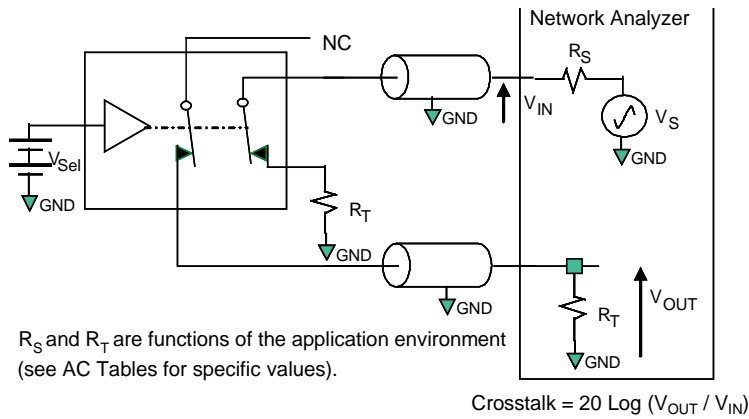 Network Analyzer
NC
R_S
V_IN
V_S
GND
GND
V_Sel
GND
R_T
GND
GND
R_T
V_OUT
GND
R_S and R_T are functions of the application environment
(see AC Tables for specific values).
Crosstalk = 20 Log (V_OUT / V_IN)